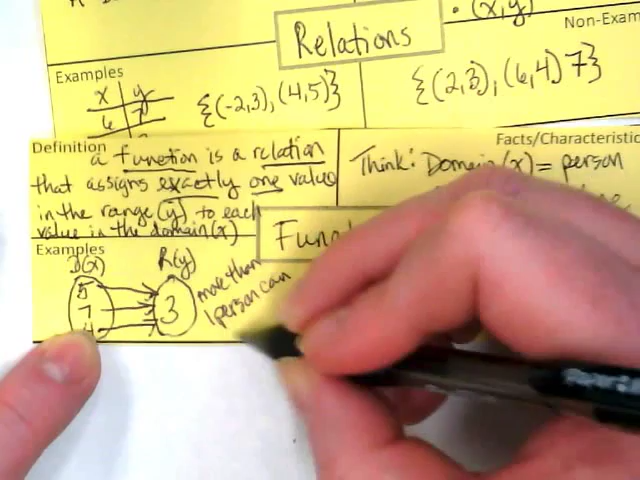 • (x,y)
Relations
Non-Exam
Examples
x y
6 7
{(-2,3), (4,5)}
{(2,3), (6,4) 7}
Definition
a function is a relation
that assigns exactly one value
in the range (y) to each
value in the domain (x)
Facts/Characteristic
Think: Domain (x) = person
Func
Examples
D(x) R(y)
5
7 3
4
more than
1 person can